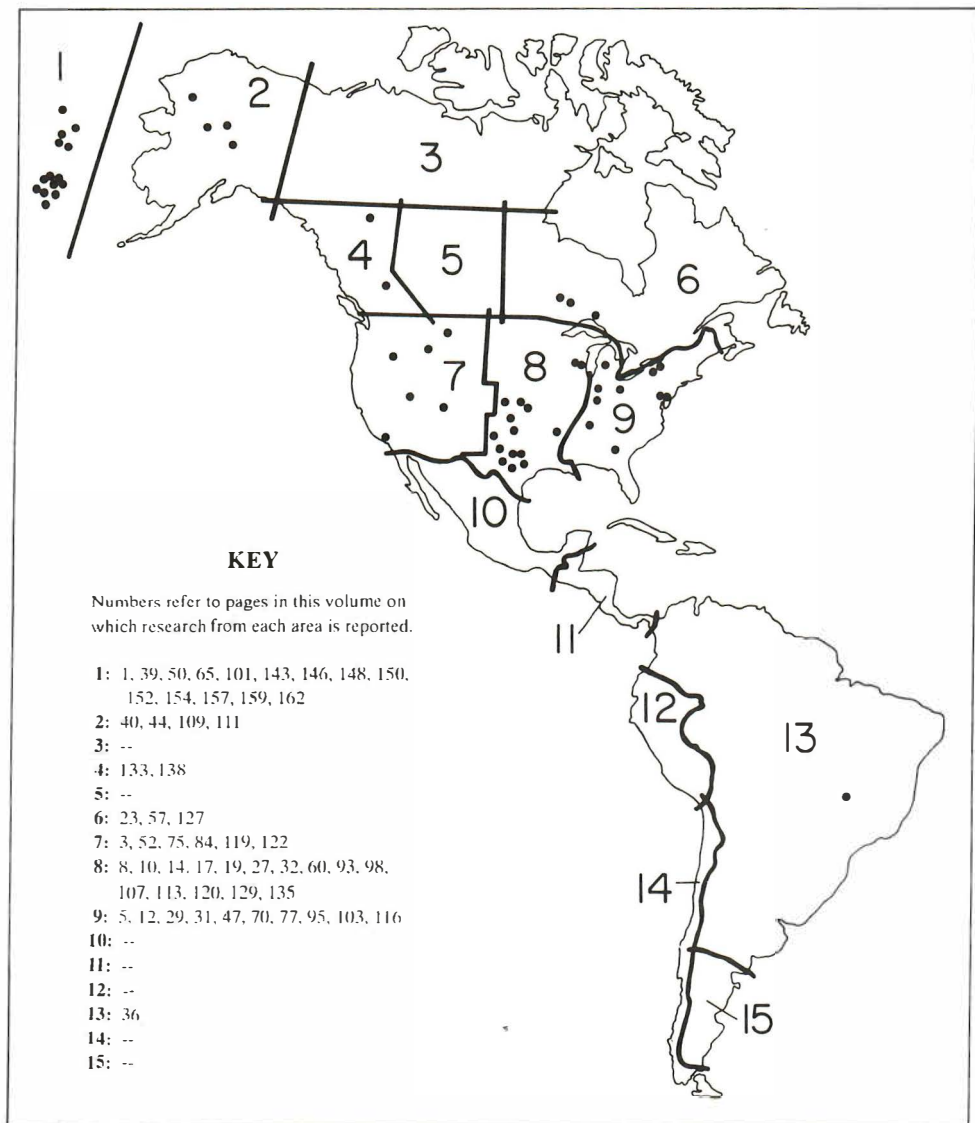 1
2
3
4
5
6
7
8
9
10
11
12
13
14
15
KEY
Numbers refer to pages in this volume on
which research from each area is reported.
1: 1, 39, 50, 65, 101, 143, 146, 148, 150,
152, 154, 157, 159, 162
2: 40, 44, 109, 111
3: --
4: 133, 138
5: --
6: 23, 57, 127
7: 3, 52, 75, 84, 119, 122
8: 8, 10, 14, 17, 19, 27, 32, 60, 93, 98,
107, 113, 120, 129, 135
9: 5, 12, 29, 31, 47, 70, 77, 95, 103, 116
10: --
11: --
12: --
13: 36
14: --
15: --